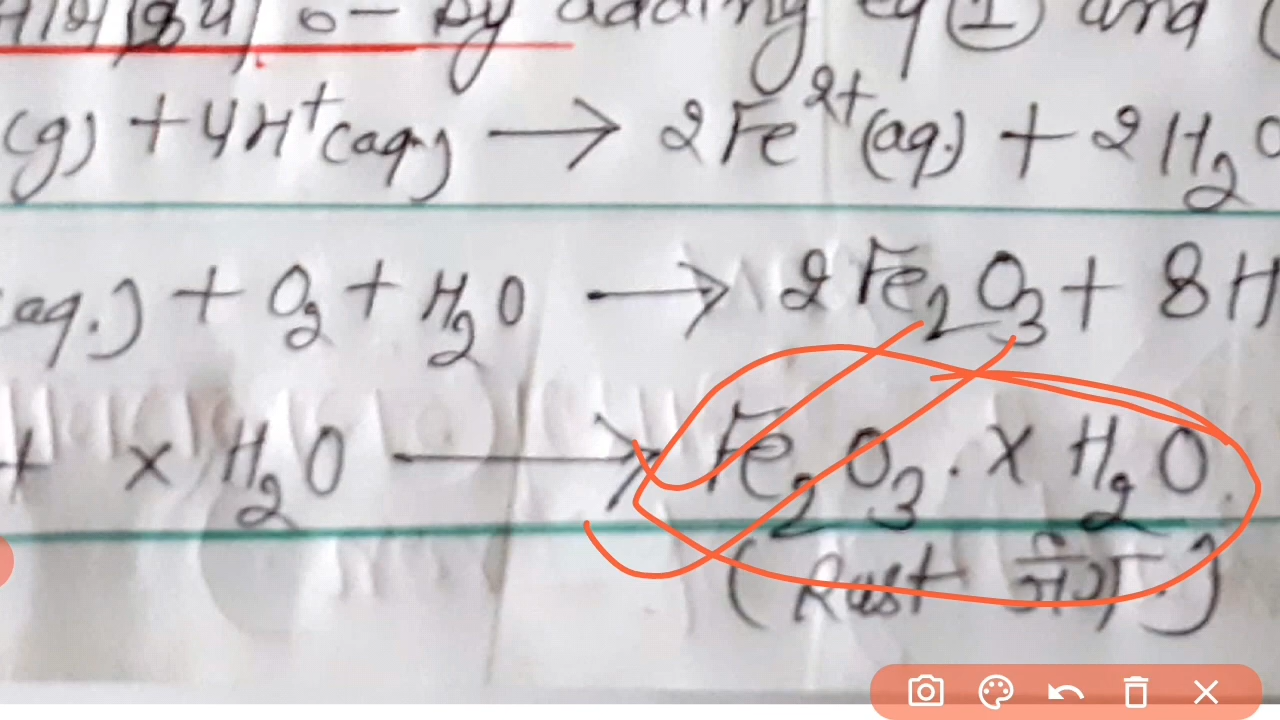 0- By adding eq ① and (
(g) + 4H⁺(aq.) → 2Fe²⁺(aq.) + 2H₂O
aq.) + O₂ + H₂O → 2Fe₂O₃ + 8H
+ x H₂O → Fe₂O₃ . x H₂O.
(Rust जंग)